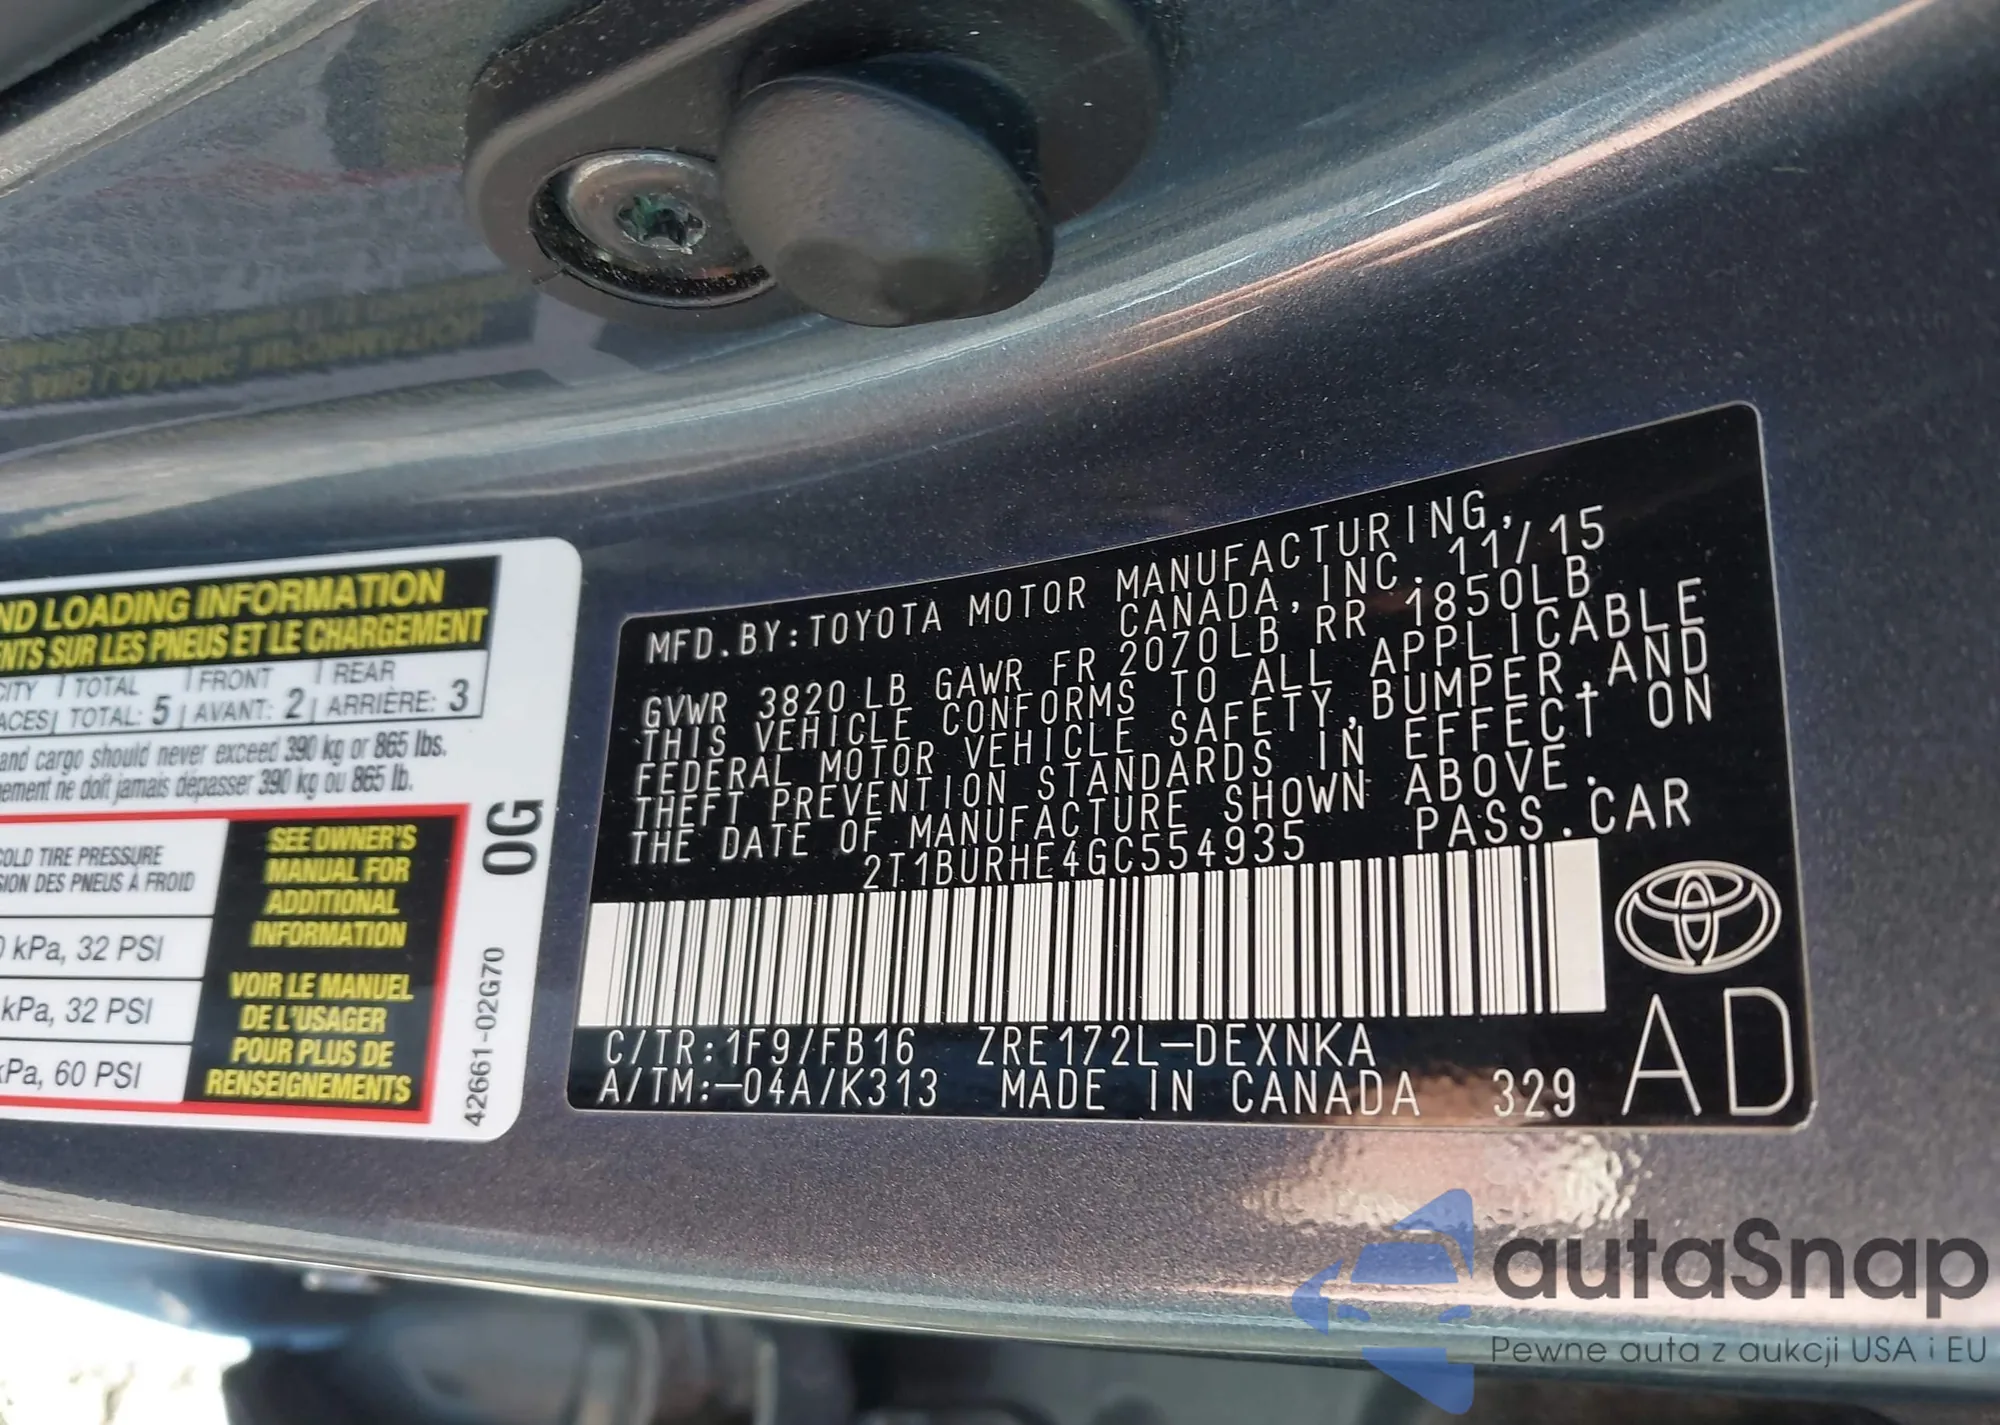 ND LOADING INFORMATION
NTS SUR LES PNEUS ET LE CHARGEMENT
CITY TOTAL FRONT REAR
ACES TOTAL: 5 AVANT: 2 ARRIÈRE: 3
and cargo should never exceed 390 kg or 865 lbs.
ement ne doit jamais dépasser 390 kg ou 865 lb.
COLD TIRE PRESSURE
SION DES PNEUS À FROID
0 kPa, 32 PSI
kPa, 32 PSI
kPa, 60 PSI
SEE OWNER'S
MANUAL FOR
ADDITIONAL
INFORMATION
VOIR LE MANUEL
DE L'USAGER
POUR PLUS DE
RENSEIGNEMENTS
0G
42661-02G70
MFD.BY:TOYOTA MOTOR MANUFACTURING,
CANADA,INC. 11/15
GVWR 3820LB GAWR FR 2070LB RR 1850LB
THIS VEHICLE CONFORMS TO ALL APPLICABLE
FEDERAL MOTOR VEHICLE SAFETY,BUMPER,AND
THEFT PREVENTION STANDARDS IN EFFECT ON
THE DATE OF MANUFACTURE SHOWN ABOVE.
2T1BURHE4GC554935 PASS.CAR
C/TR:1F9/FB16 ZRE172L-DEXNKA
A/TM:-04A/K313 MADE IN CANADA 329
AD
autaSnap
Pewne auta z aukcji USA i EU